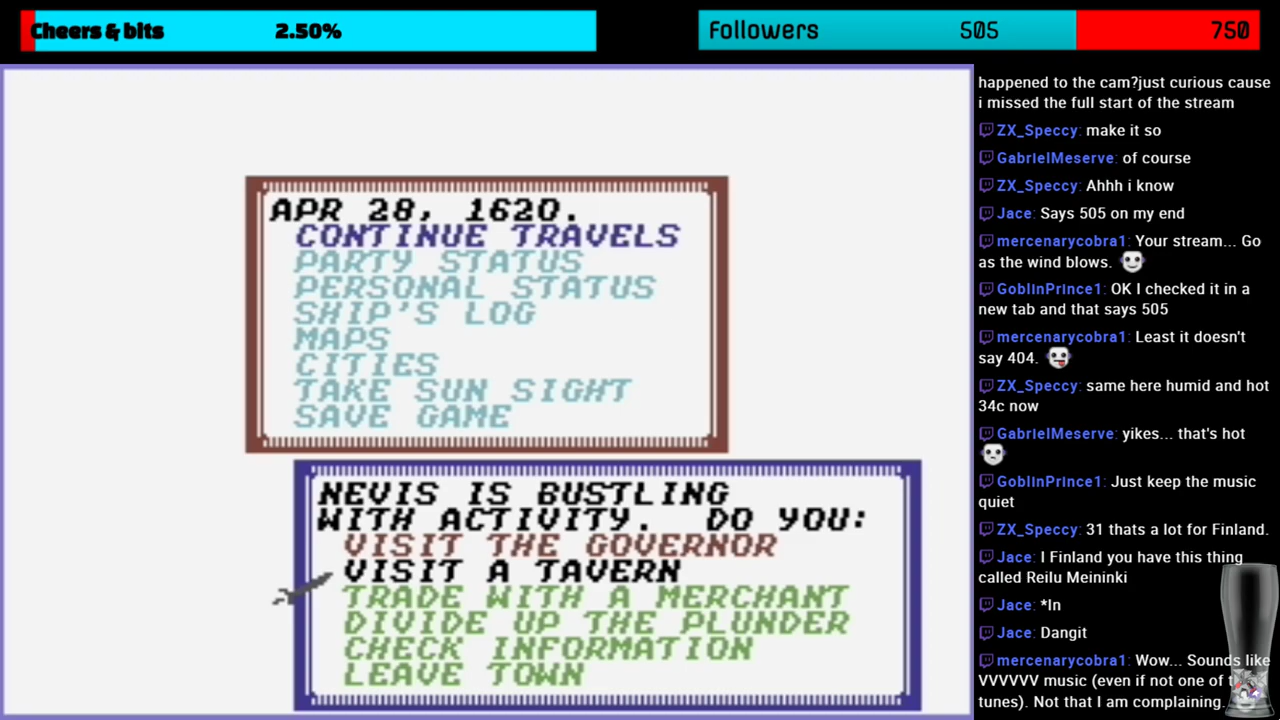 Cheers & bits 2.50%
Followers 505 750
APR 28, 1620.
CONTINUE TRAVELS
PARTY STATUS
PERSONAL STATUS
SHIP'S LOG
MAPS
CITIES
TAKE SUN SIGHT
SAVE GAME
NEVIS IS BUSTLING
WITH ACTIVITY. DO YOU:
VISIT THE GOVERNOR
VISIT A TAVERN
TRADE WITH A MERCHANT
DIVIDE UP THE PLUNDER
CHECK INFORMATION
LEAVE TOWN
happened to the cam?just curious cause
i missed the full start of the stream
ZX_Speccy: make it so
GabrielMeserve: of course
ZX_Speccy: Ahhh i know
Jace: Says 505 on my end
mercenarycobra1: Your stream... Go
as the wind blows.
GoblinPrince1: OK I checked it in a
new tab and that says 505
mercenarycobra1: Least it doesn't
say 404.
ZX_Speccy: same here humid and hot
34c now
GabrielMeserve: yikes... that's hot
GoblinPrince1: Just keep the music
quiet
ZX_Speccy: 31 thats a lot for Finland.
Jace: I Finland you have this thing
called Reilu Meininki
Jace: *In
Jace: Dangit
mercenarycobra1: Wow... Sounds like
VVVVVV music (even if not one of
tunes). Not that I am complaining.